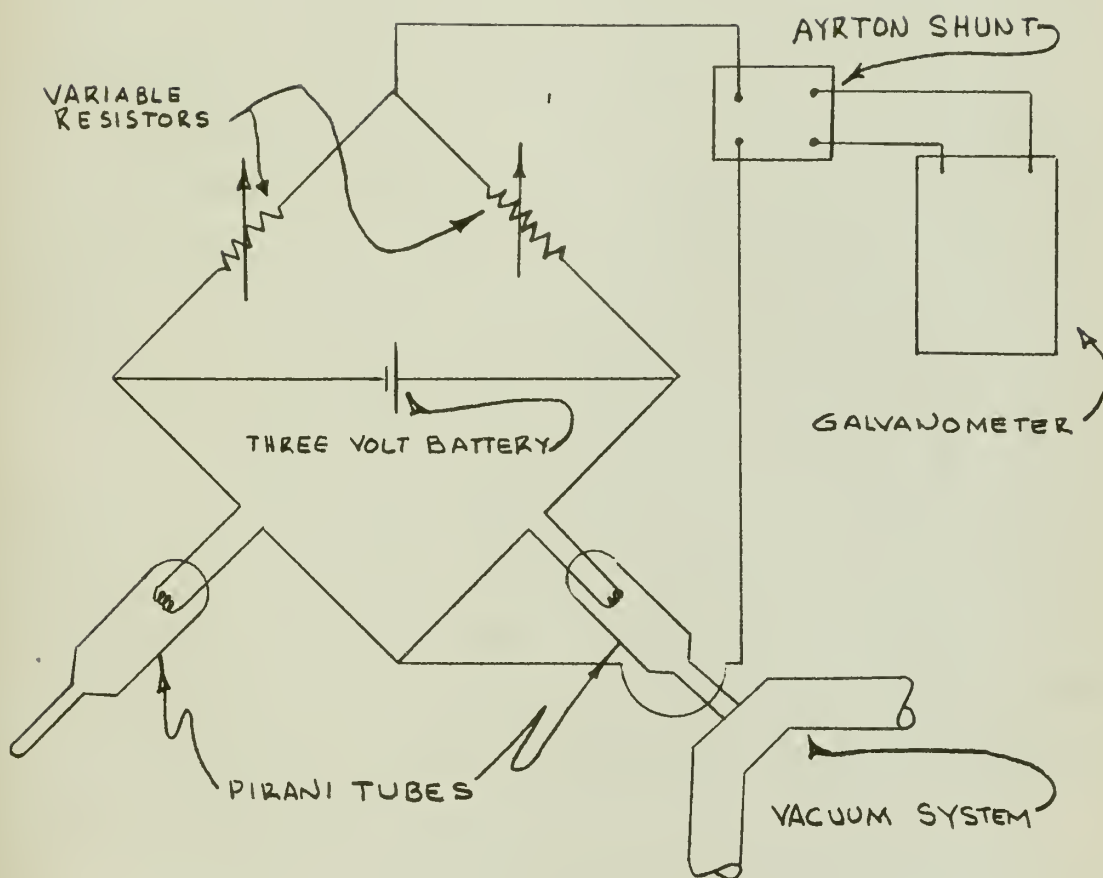 AYRTON SHUNT
VARIABLE
RESISTORS
THREE VOLT BATTERY
GALVANOMETER
PIRANI TUBES
VACUUM SYSTEM